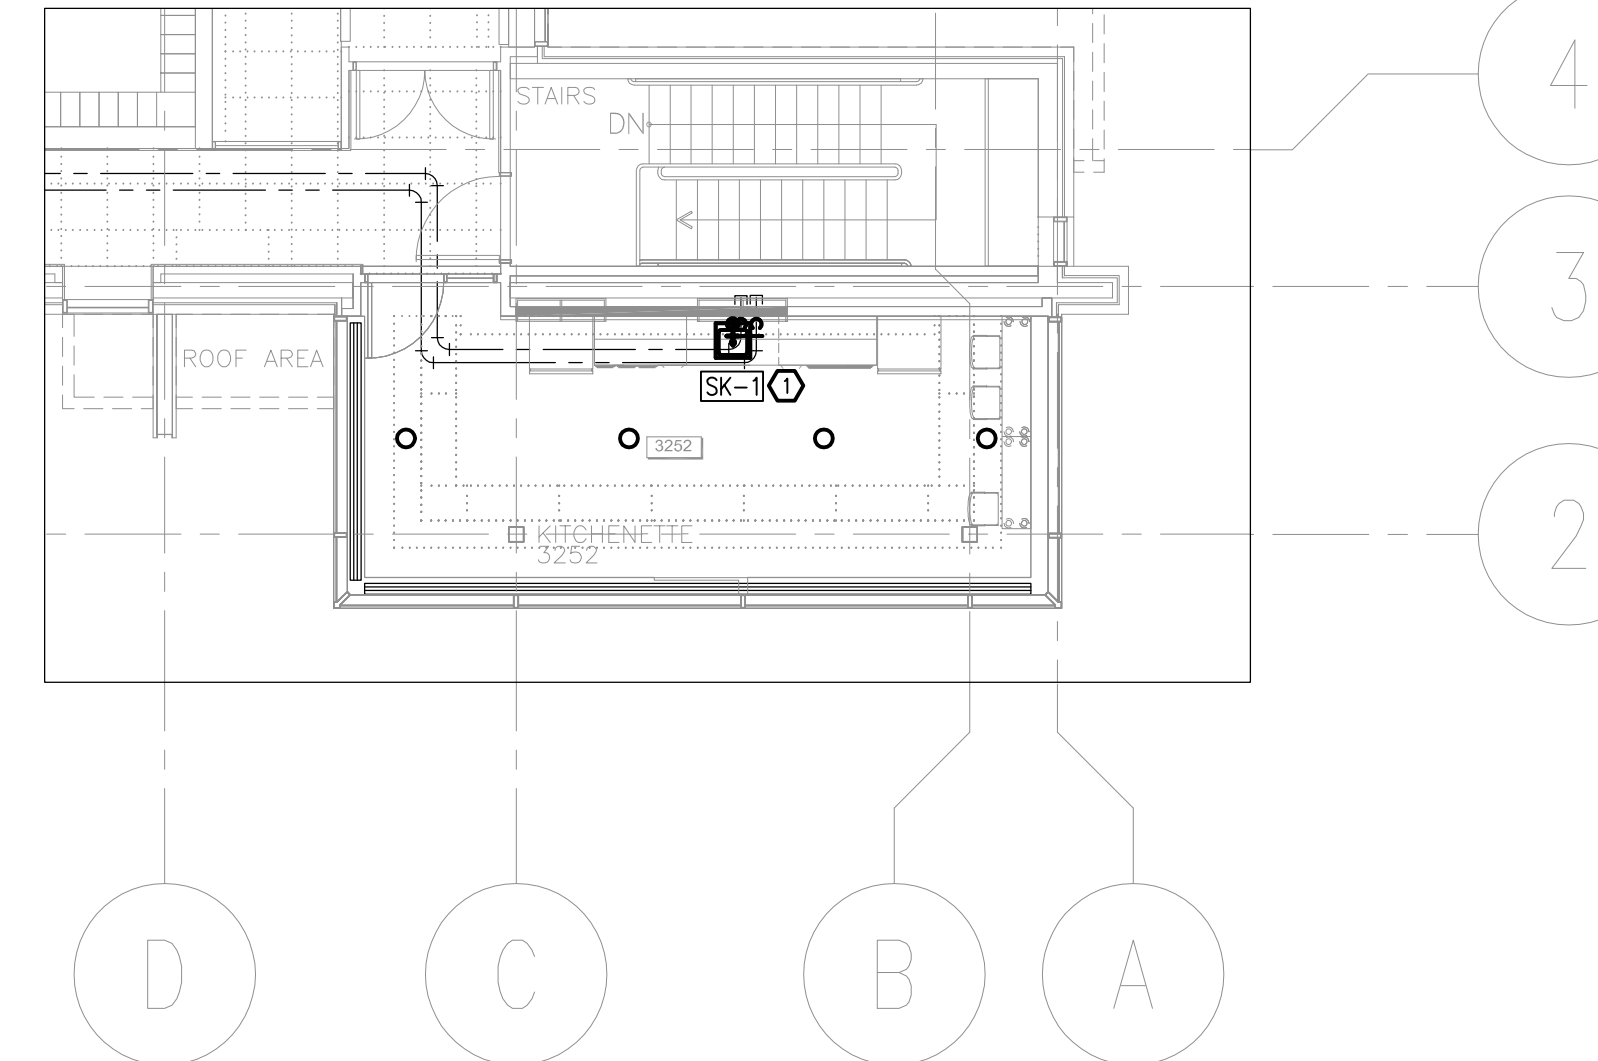 4
STAIRS
DN
3
ROOF AREA
SK-1 1
3252
2
KITCHENETTE
3252
D C B A